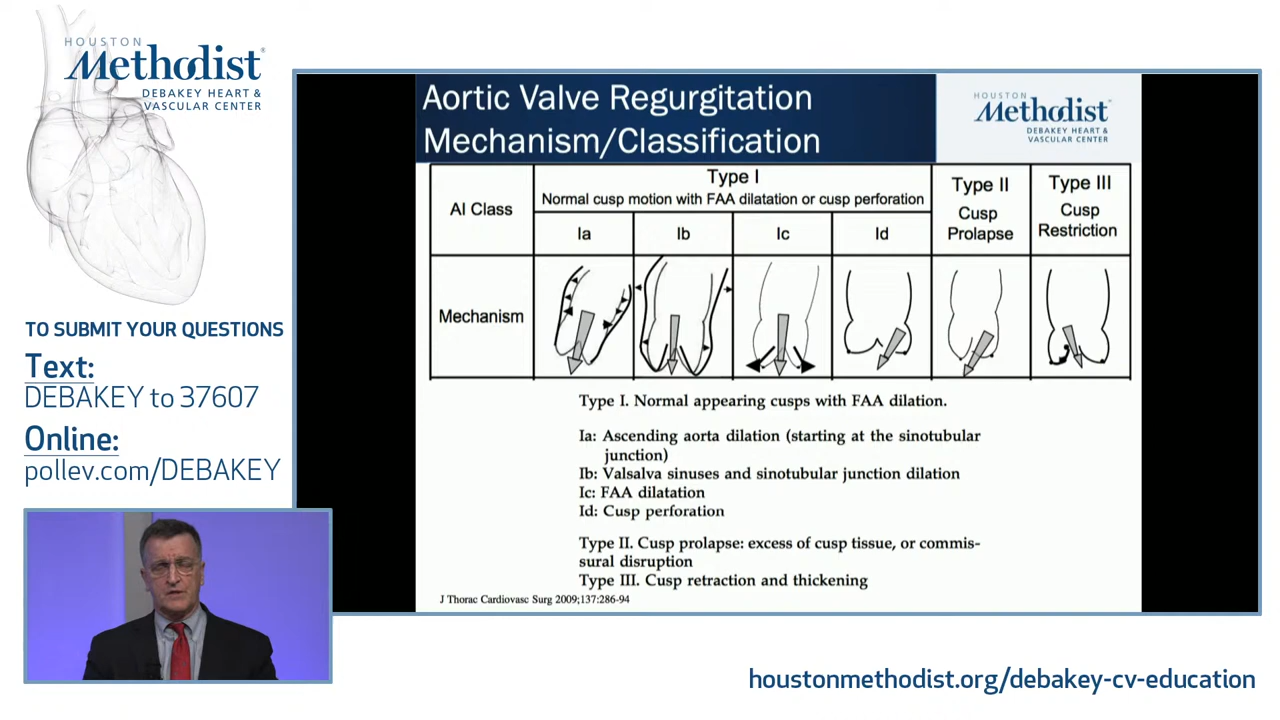 HOUSTON
Methodist®
DEBAKEY HEART &
VASCULAR CENTER
TO SUBMIT YOUR QUESTIONS
Text:
DEBAKEY to 37607
Online:
pollev.com/DEBAKEY
Aortic Valve Regurgitation
Mechanism/Classification
HOUSTON
Methodist
DEBAKEY HEART &
VASCULAR CENTER
AI Class
Type I
Normal cusp motion with FAA dilatation or cusp perforation
Ia
Ib
Ic
Id
Type II
Cusp
Prolapse
Type III
Cusp
Restriction
Mechanism
Type I. Normal appearing cusps with FAA dilation.
Ia: Ascending aorta dilation (starting at the sinotubular
junction)
Ib: Valsalva sinuses and sinotubular junction dilation
Ic: FAA dilatation
Id: Cusp perforation
Type II. Cusp prolapse: excess of cusp tissue, or commis-
sural disruption
Type III. Cusp retraction and thickening
J Thorac Cardiovasc Surg 2009;137:286-94
houstonmethodist.org/debakey-cv-education